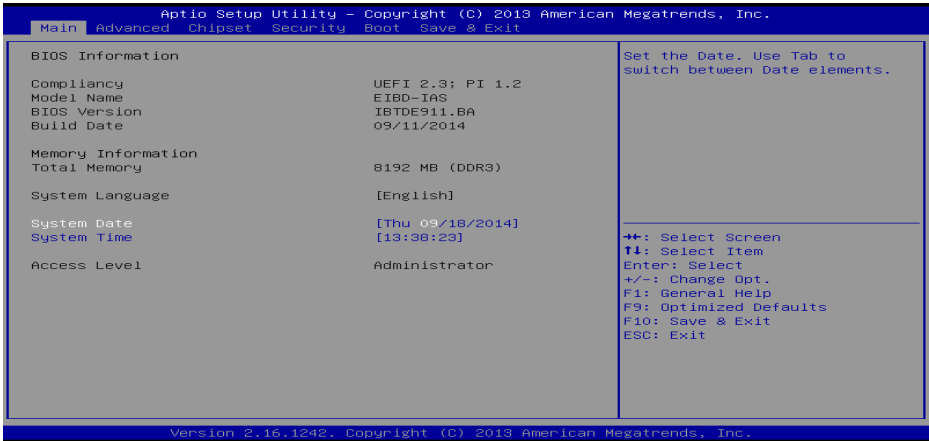 Aptio Setup Utility – Copyright (C) 2013 American Megatrends, Inc.
Main Advanced Chipset Security Boot Save & Exit
BIOS Information
Compliancy UEFI 2.3; PI 1.2
Model Name EIBD-IAS
BIOS Version IBTDE911.BA
Build Date 09/11/2014
Memory Information
Total Memory 8192 MB (DDR3)
System Language [English]
System Date [Thu 09/18/2014]
System Time [13:38:23]
Access Level Administrator
Set the Date. Use Tab to
switch between Date elements.
→←: Select Screen
↑↓: Select Item
Enter: Select
+/-: Change Opt.
F1: General Help
F9: Optimized Defaults
F10: Save & Exit
ESC: Exit
Version 2.16.1242. Copyright (C) 2013 American Megatrends, Inc.